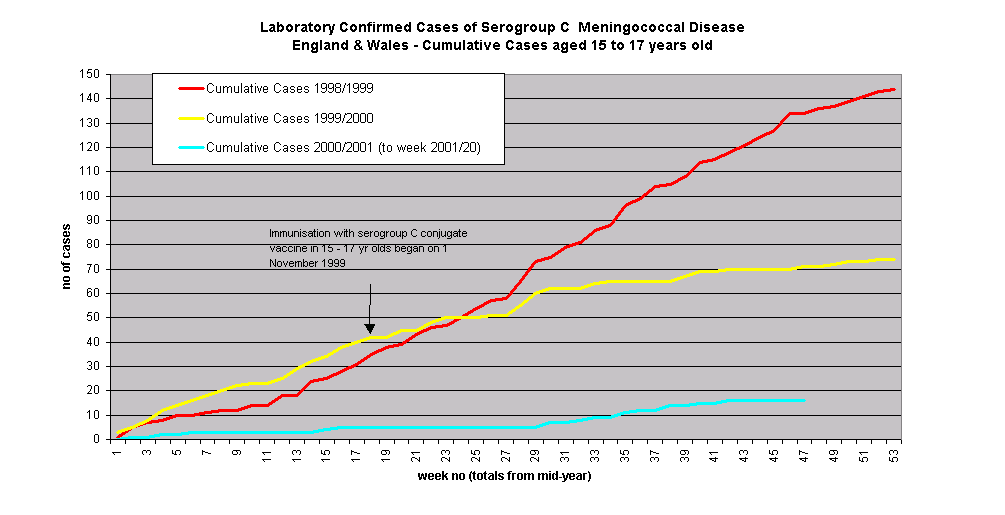 Laboratory Confirmed Cases of Serogroup C  Meningococcal Disease
England & Wales - Cumulative Cases aged 15 to 17 years old
150
140
130
120
110
100
90
80
70
60
50
40
30
20
10
0
no of cases
Cumulative Cases 1998/1999
Cumulative Cases 1999/2000
Cumulative Cases 2000/2001 (to week 2001/20)
Immunisation with serogroup C conjugate
vaccine in 15 - 17 yr olds began on 1
November 1999
1 3 5 7 9 11 13 15 17 19 21 23 25 27 29 31 33 35 37 39 41 43 45 47 49 51 53
week no (totals from mid-year)